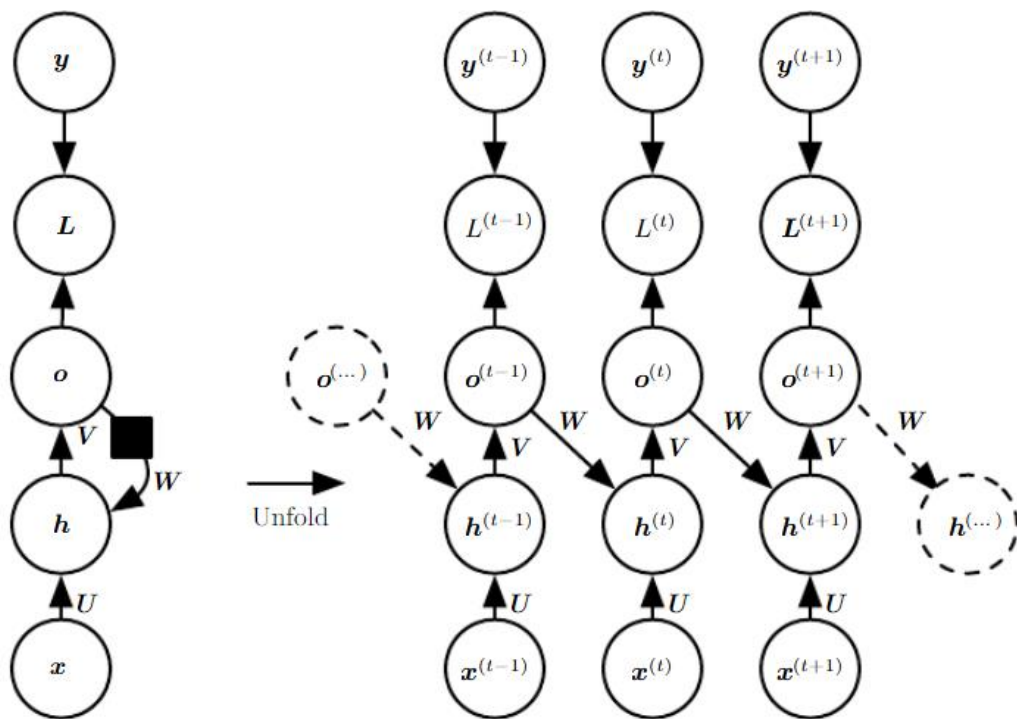 y y^(t−1) y^(t) y^(t+1)
L L^(t−1) L^(t) L^(t+1)
o o^(...) o^(t−1) o^(t) o^(t+1)
W W W W
V V V V
W
Unfold
h h^(t−1) h^(t) h^(t+1) h^(...)
U U U U
x x^(t−1) x^(t) x^(t+1)